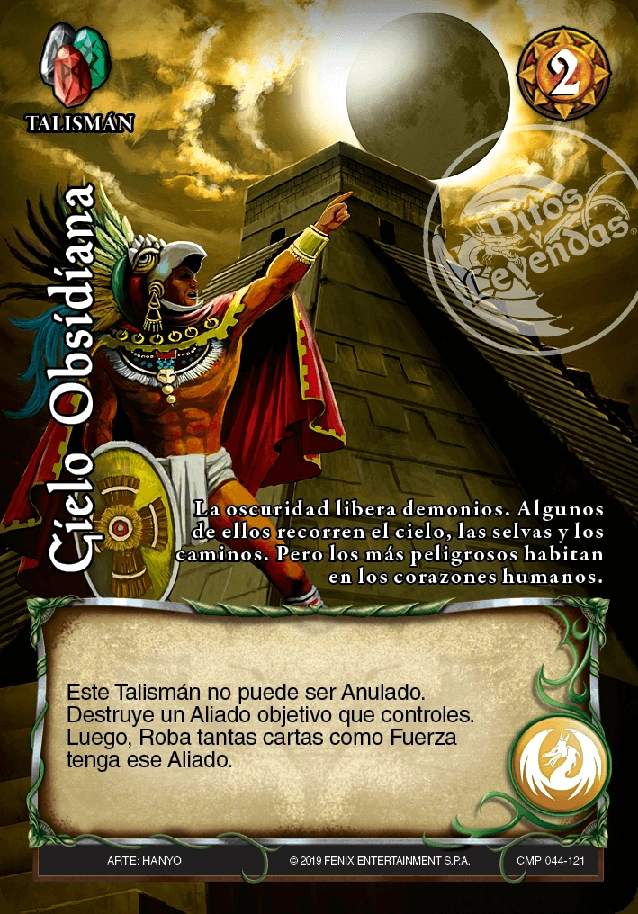 TALISMÁN
2
Mitos
y
Leyendas®
Cielo Obsidiana
La oscuridad libera demonios. Algunos
de ellos recorren el cielo, las selvas y los
caminos. Pero los más peligrosos habitan
en los corazones humanos.
Este Talismán no puede ser Anulado.
Destruye un Aliado objetivo que controles.
Luego, Roba tantas cartas como Fuerza
tenga ese Aliado.
ARTE: HANYO
© 2019 FENIX ENTERTAINMENT S.P.A.
CMP 044-121